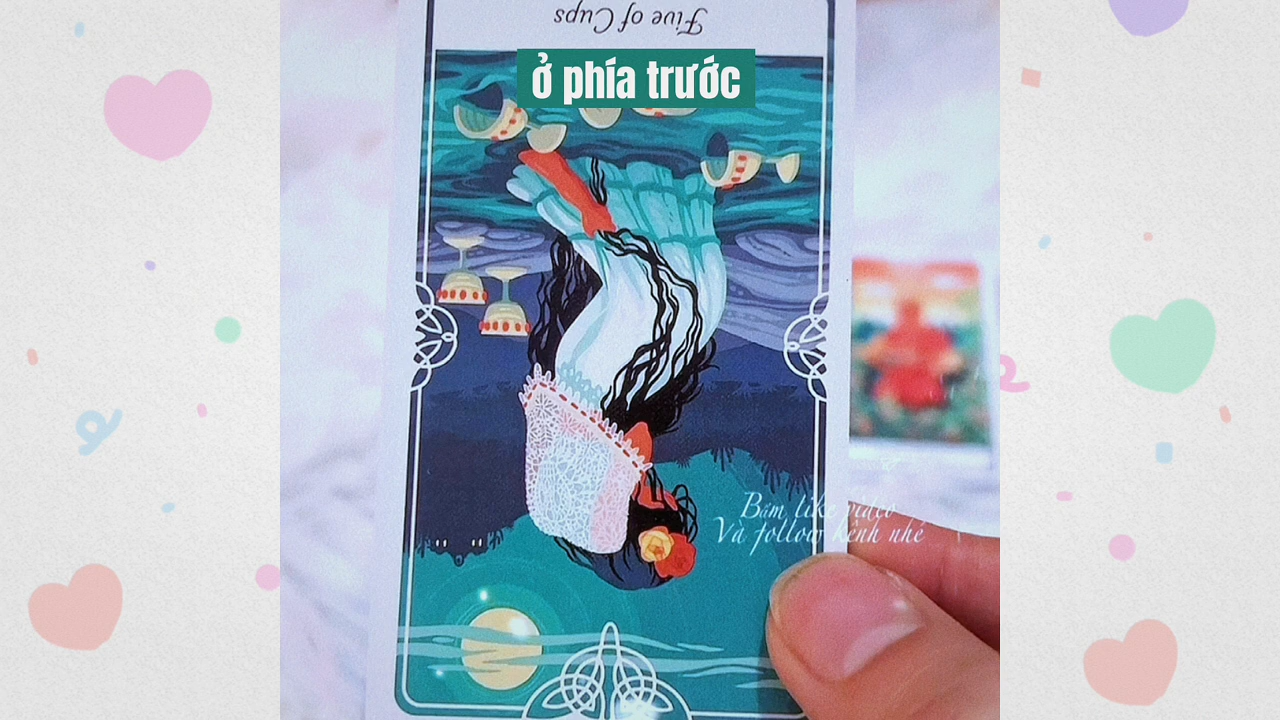 Five of Cups
ở phía trước
Bấm like video
Và follow kênh nhé